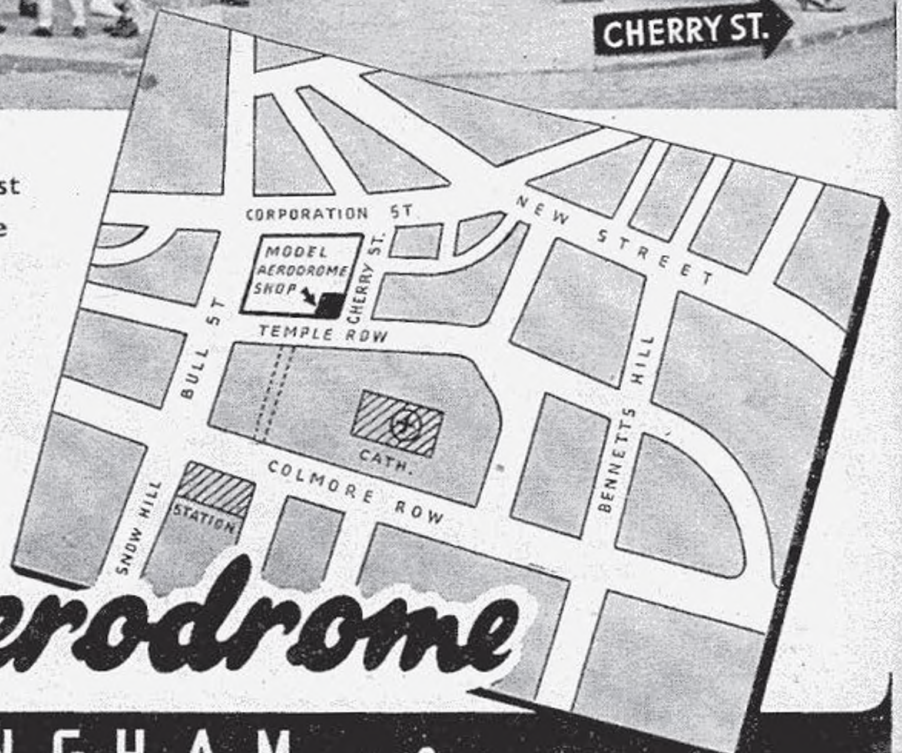 CHERRY ST.
st
e
NEW STREET
CORPORATION ST
MODEL
AERODROME
SHOP
CHERRY ST.
TEMPLE ROW
BULL ST
BENNETTS HILL
CATH.
COLMORE ROW
STATION
SNOW HILL
erodrome
NGHAM